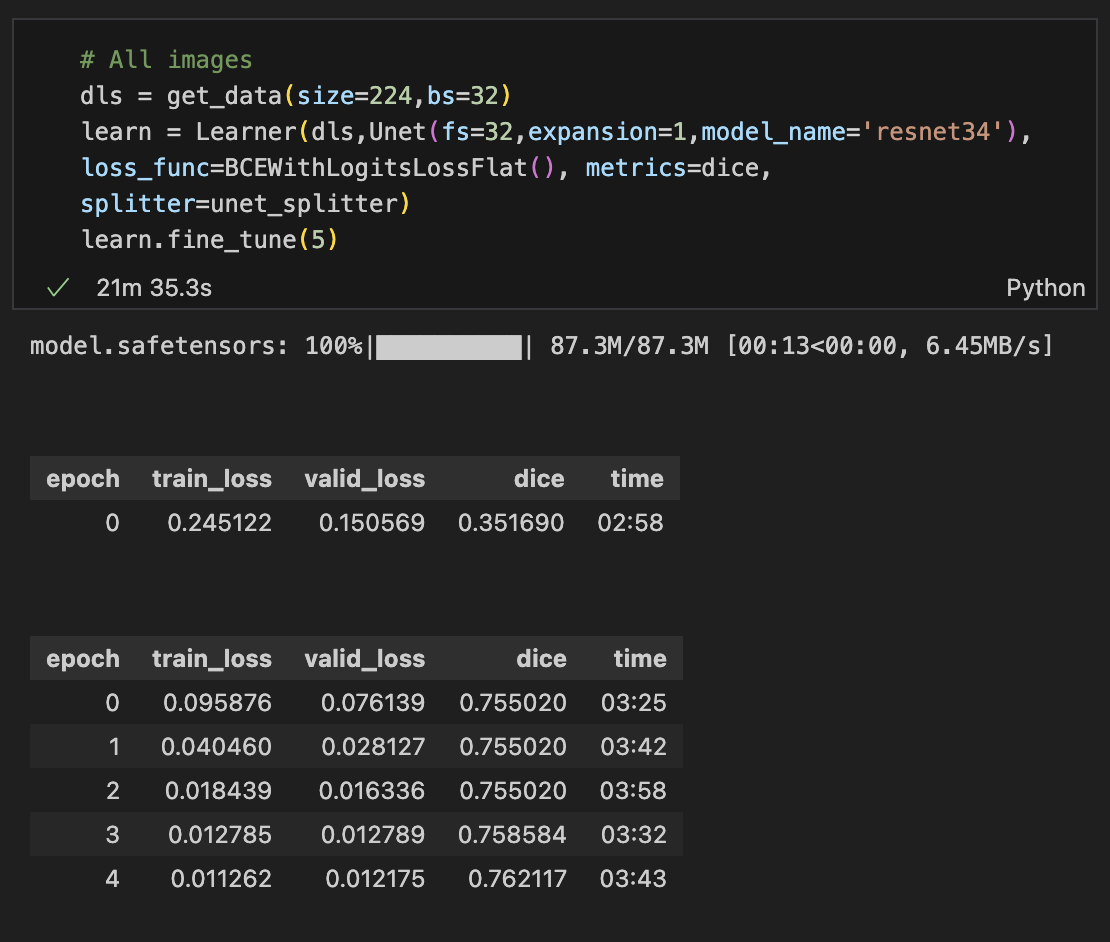 # All images
dls = get_data(size=224,bs=32)
learn = Learner(dls,Unet(fs=32,expansion=1,model_name='resnet34'),
loss_func=BCEWithLogitsLossFlat(), metrics=dice,
splitter=unet_splitter)
learn.fine_tune(5)
✓ 21m 35.3s Python
model.safetensors: 100%|██████████| 87.3M/87.3M [00:13<00:00, 6.45MB/s]
epoch train_loss valid_loss dice time
0 0.245122 0.150569 0.351690 02:58
epoch train_loss valid_loss dice time
0 0.095876 0.076139 0.755020 03:25
1 0.040460 0.028127 0.755020 03:42
2 0.018439 0.016336 0.755020 03:58
3 0.012785 0.012789 0.758584 03:32
4 0.011262 0.012175 0.762117 03:43